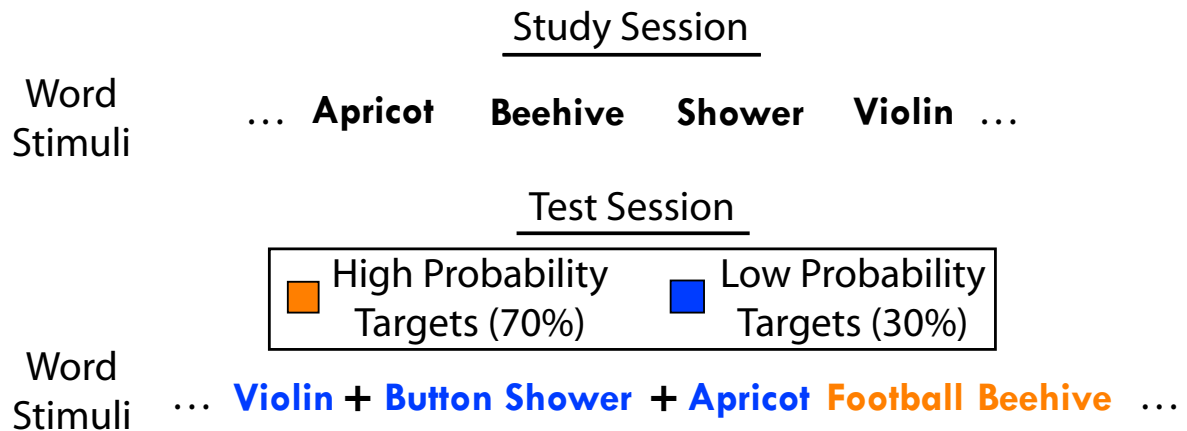 Study Session
Word
Stimuli
… Apricot Beehive Shower Violin …
Test Session
High Probability
Targets (70%)
Low Probability
Targets (30%)
Word
Stimuli
… Violin + Button Shower + Apricot Football Beehive …